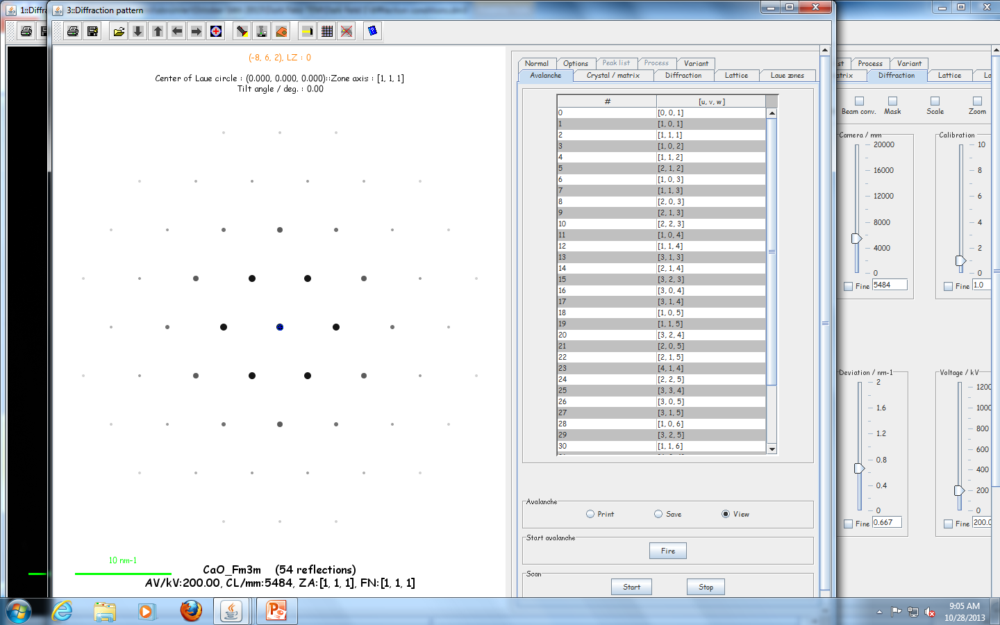 1::Diffr
3::Diffraction pattern
(-8, 6, 2), LZ : 0
Center of Laue circle : (0.000, 0.000, 0.000)::Zone axis : [1, 1, 1]
Tilt angle / deg. : 0.00
10 nm-1
CaO_Fm3m (54 reflections)
AV/kV:200.00, CL/mm:5484, ZA:[1, 1, 1], FN:[1, 1, 1]
Normal Options Peak list Process Variant
Avalanche Crystal / matrix Diffraction Lattice Laue zones
# [u, v, w]
0 [0, 0, 1]
1 [1, 0, 1]
2 [1, 1, 1]
3 [1, 0, 2]
4 [1, 1, 2]
5 [2, 1, 2]
6 [1, 0, 3]
7 [1, 1, 3]
8 [2, 0, 3]
9 [2, 1, 3]
10 [2, 2, 3]
11 [1, 0, 4]
12 [1, 1, 4]
13 [3, 1, 3]
14 [2, 1, 4]
15 [3, 2, 3]
16 [3, 0, 4]
17 [3, 1, 4]
18 [1, 0, 5]
19 [1, 1, 5]
20 [3, 2, 4]
21 [2, 0, 5]
22 [2, 1, 5]
23 [4, 1, 4]
24 [2, 2, 5]
25 [3, 3, 4]
26 [3, 0, 5]
27 [3, 1, 5]
28 [1, 0, 6]
29 [3, 2, 5]
30 [1, 1, 6]
Avalanche
Print Save View
Start avalanche
Fire
Scan
Start Stop
st Process Variant
atrix Diffraction Lattice La
Beam conv. Mask Scale Zoom
Camera / mm
20000
16000
12000
8000
4000
0
Fine 5484
Calibration
10
8
6
4
2
0
Fine 1.0
Deviation / nm-1
2
1.6
1.2
0.8
0.4
0
Fine 0.667
Voltage / kV
1200
1000
800
600
400
200
0
Fine 200.0
9:05 AM
10/28/2013